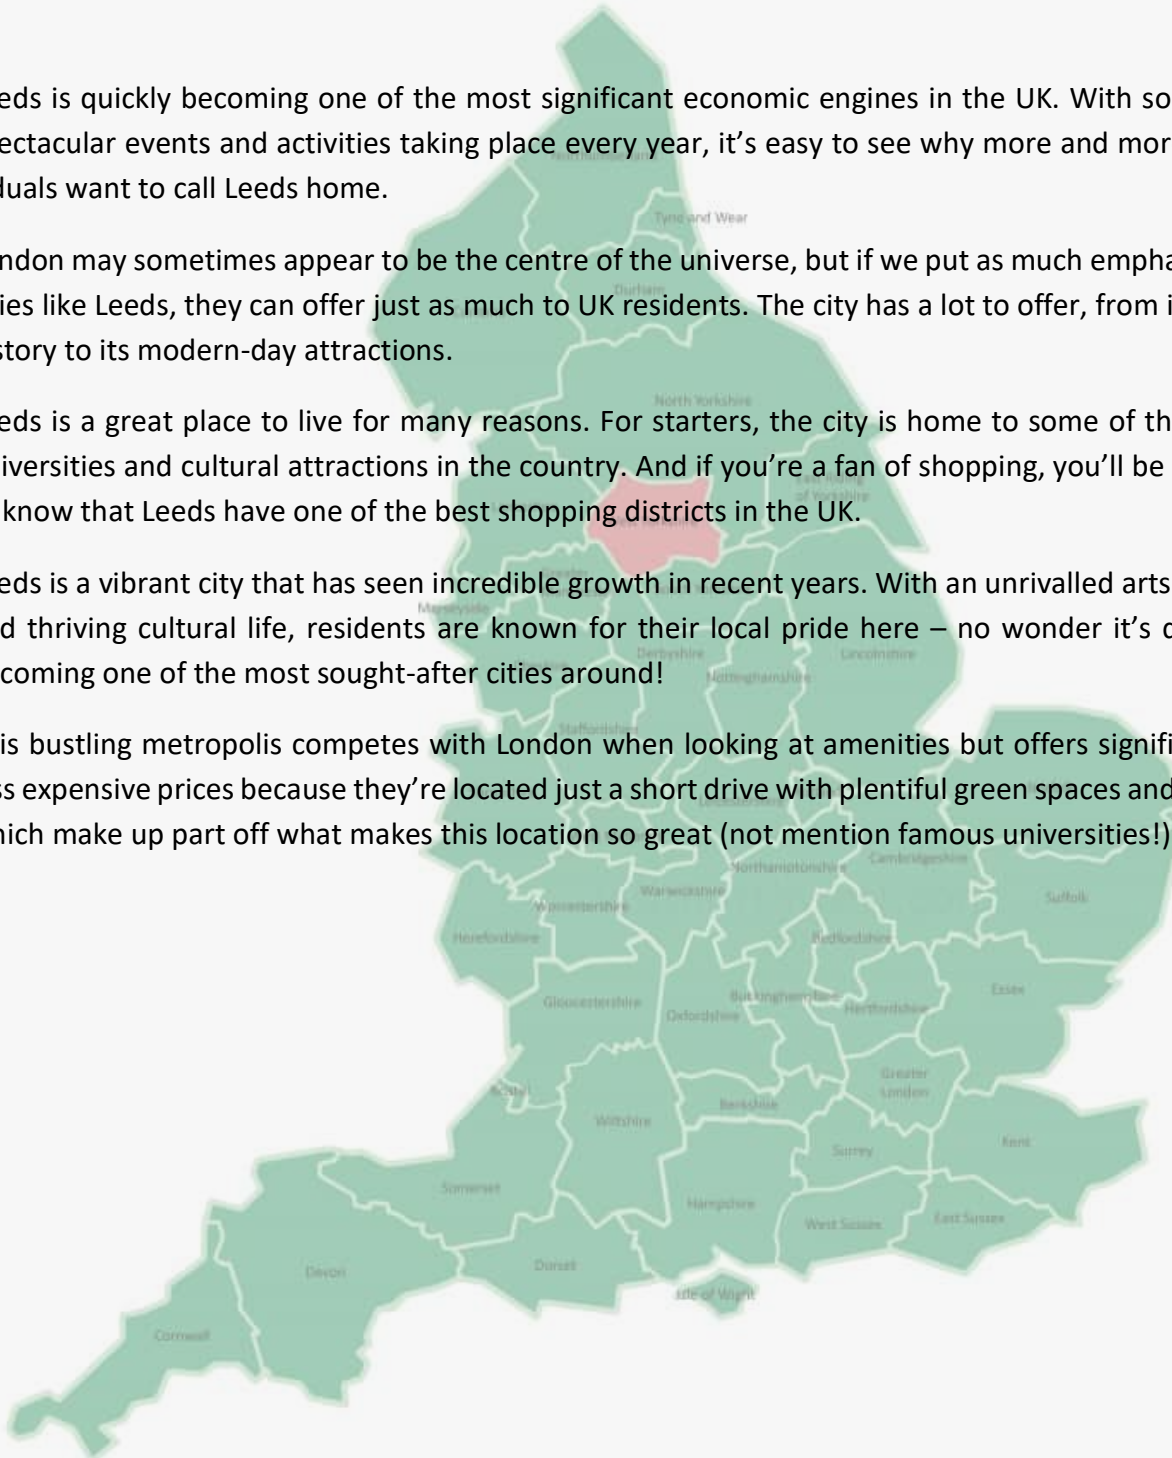 eds is quickly becoming one of the most significant economic engines in the UK. With so
ectacular events and activities taking place every year, it's easy to see why more and mor
duals want to call Leeds home.
ndon may sometimes appear to be the centre of the universe, but if we put as much empha
ies like Leeds, they can offer just as much to UK residents. The city has a lot to offer, from i
story to its modern-day attractions.
eds is a great place to live for many reasons. For starters, the city is home to some of th
iversities and cultural attractions in the country. And if you're a fan of shopping, you'll be
know that Leeds have one of the best shopping districts in the UK.
eds is a vibrant city that has seen incredible growth in recent years. With an unrivalled arts
d thriving cultural life, residents are known for their local pride here – no wonder it's
coming one of the most sought-after cities around!
is bustling metropolis competes with London when looking at amenities but offers signifi
ss expensive prices because they're located just a short drive with plentiful green spaces and
hich make up part off what makes this location so great (not mention famous universities!)
Northumberland
Tyne and Wear
Durham
North Yorkshire
East Riding
of Yorkshire
West Yorkshire
Greater
Merseyside
Derbyshire
Lincolnshire
Nottinghamshire
Staffordshire
Leicestershire
Northamptonshire
Cambridgeshire
Warwickshire
Worcestershire
Suffolk
Herefordshire
Bedfordshire
Gloucestershire
Buckinghamshire
Essex
Oxfordshire
Hertfordshire
Greater
London
Bristol
Berkshire
Wiltshire
Surrey
Kent
Somerset
Hampshire
West Sussex
East Sussex
Devon
Dorset
Isle of Wight
Cornwall